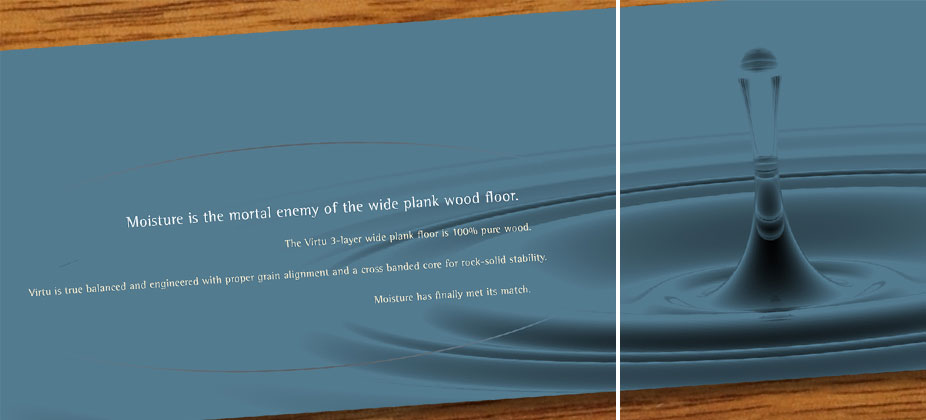 Moisture is the mortal enemy of the wide plank wood floor.
The Virtu 3-layer wide plank floor is 100% pure wood.
Virtu is true balanced and engineered with proper grain alignment and a cross banded core for rock-solid stability.
Moisture has finally met its match.